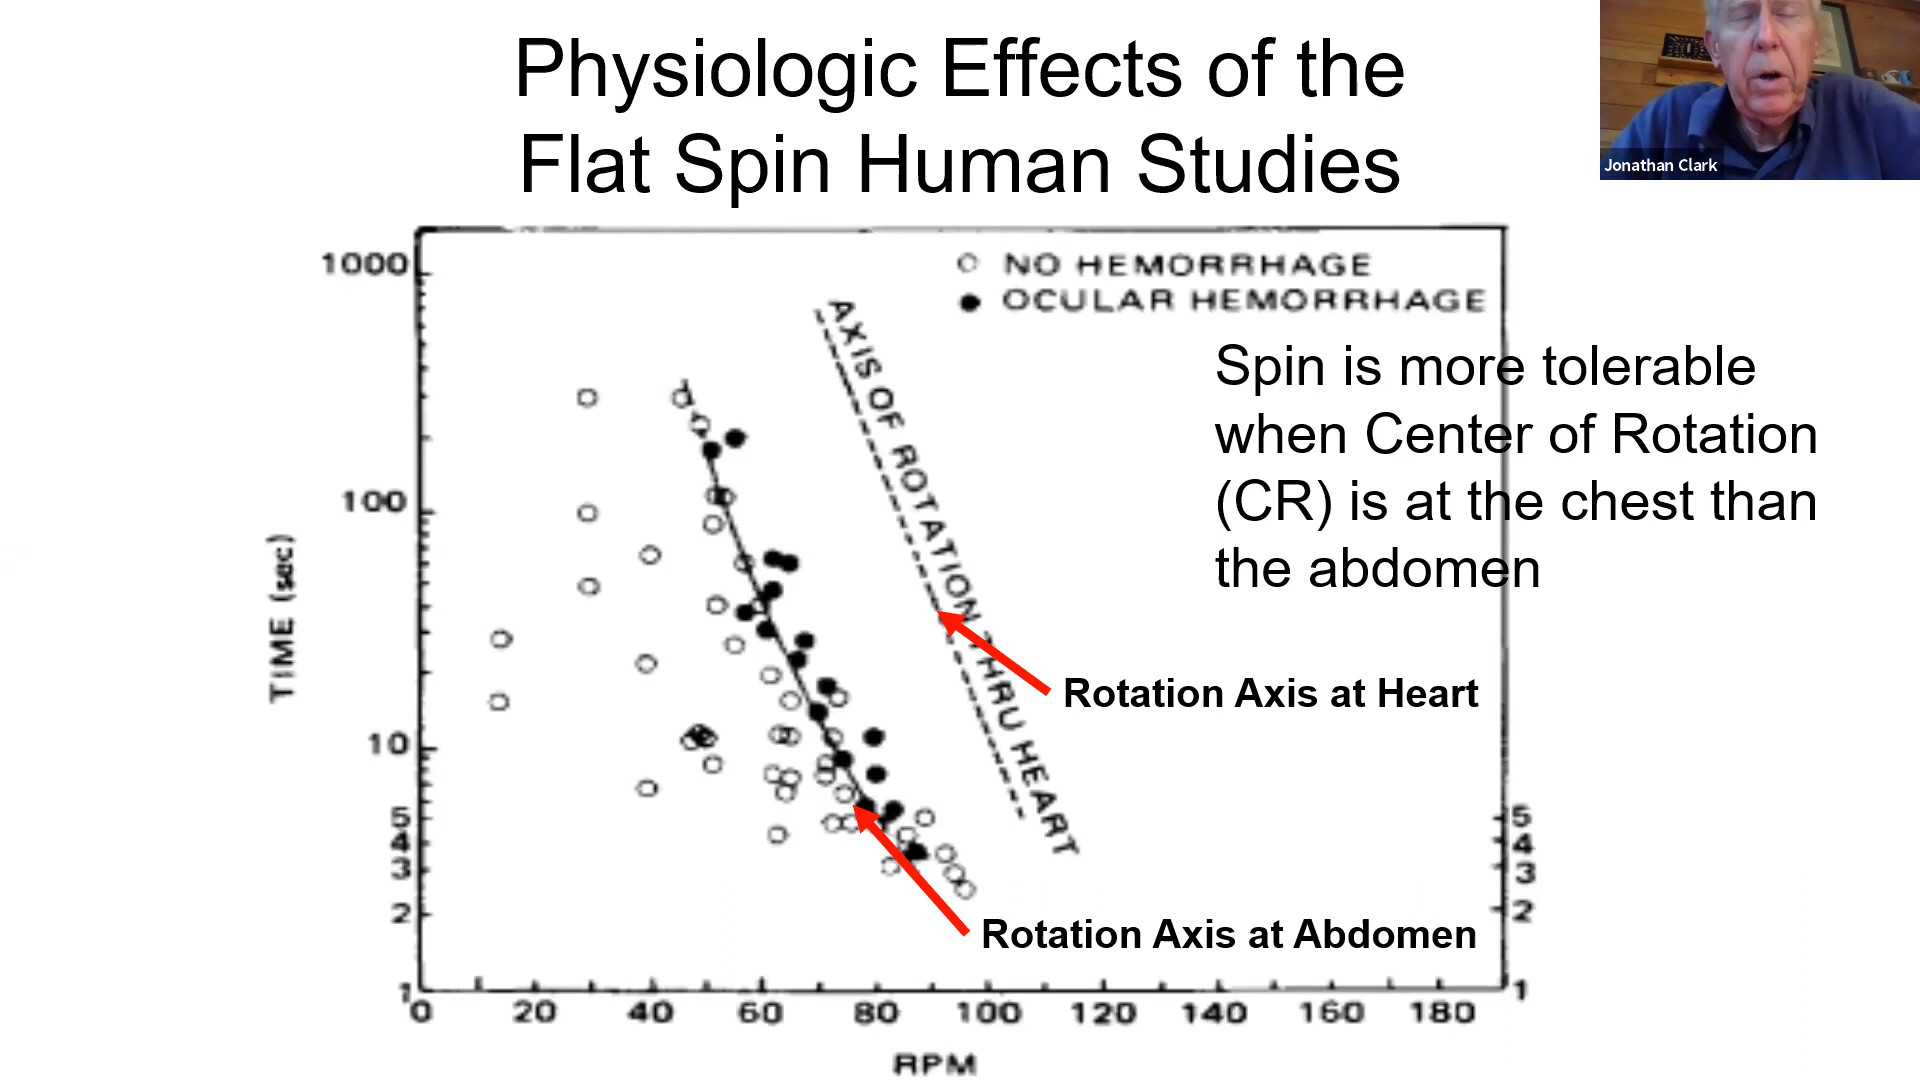 Physiologic Effects of the
Flat Spin Human Studies
Jonathan Clark
1000
100
10
5
4
3
2
1
TIME (sec)
NO HEMORRHAGE
OCULAR HEMORRHAGE
AXIS OF ROTATION THRU HEART
Spin is more tolerable
when Center of Rotation
(CR) is at the chest than
the abdomen
Rotation Axis at Heart
Rotation Axis at Abdomen
5
4
3
2
1
0 20 40 60 80 100 120 140 160 180
RPM